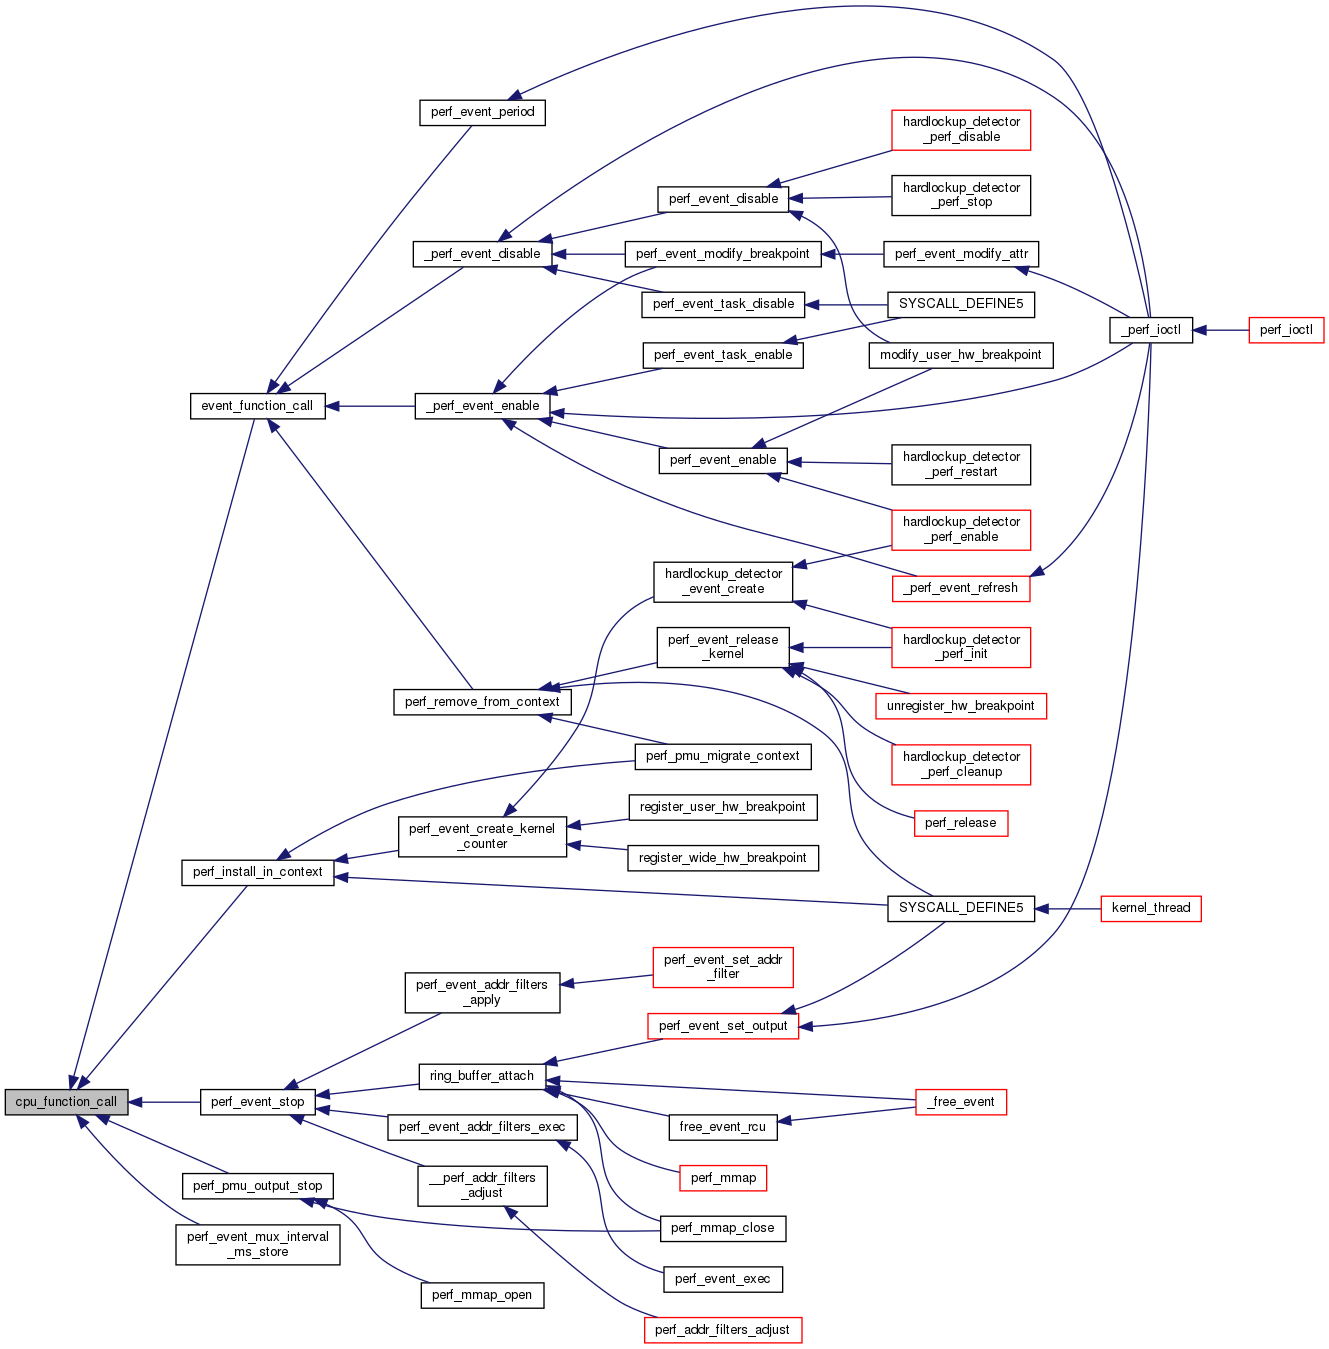 perf_event_period
hardlockup_detector
_perf_disable
perf_event_disable
hardlockup_detector
_perf_stop
_perf_event_disable
perf_event_modify_breakpoint
perf_event_modify_attr
perf_event_task_disable
SYSCALL_DEFINE5
_perf_ioctl
perf_ioctl
perf_event_task_enable
modify_user_hw_breakpoint
event_function_call
_perf_event_enable
perf_event_enable
hardlockup_detector
_perf_restart
hardlockup_detector
_perf_enable
hardlockup_detector
_event_create
_perf_event_refresh
perf_event_release
_kernel
hardlockup_detector
_perf_init
perf_remove_from_context
unregister_hw_breakpoint
perf_pmu_migrate_context
hardlockup_detector
_perf_cleanup
register_user_hw_breakpoint
perf_event_create_kernel
_counter
perf_release
register_wide_hw_breakpoint
perf_install_in_context
SYSCALL_DEFINE5
kernel_thread
perf_event_set_addr
_filter
perf_event_addr_filters
_apply
perf_event_set_output
ring_buffer_attach
cpu_function_call
perf_event_stop
_free_event
perf_event_addr_filters_exec
free_event_rcu
perf_pmu_output_stop
__perf_addr_filters
_adjust
perf_mmap
perf_event_mux_interval
_ms_store
perf_mmap_close
perf_event_exec
perf_mmap_open
perf_addr_filters_adjust